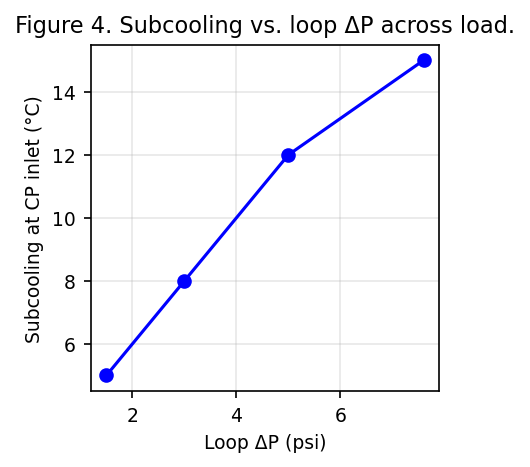 Figure 4. Subcooling vs. loop ΔP across load.
Subcooling at CP inlet (°C)
14
12
10
8
6
2 4 6
Loop ΔP (psi)